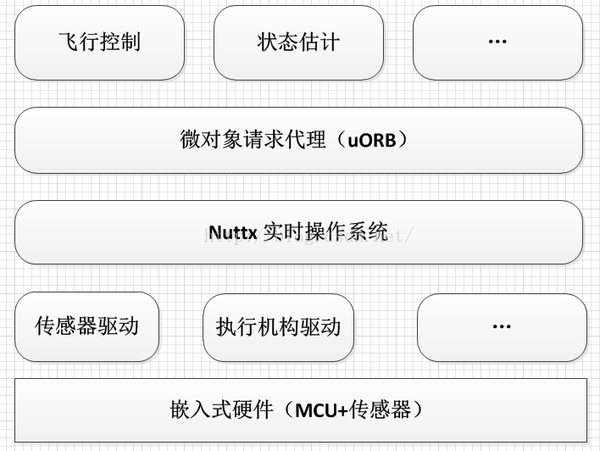 飞行控制
状态估计
...
微对象请求代理（uORB）
Nuttx 实时操作系统
传感器驱动
执行机构驱动
...
嵌入式硬件（MCU+传感器）